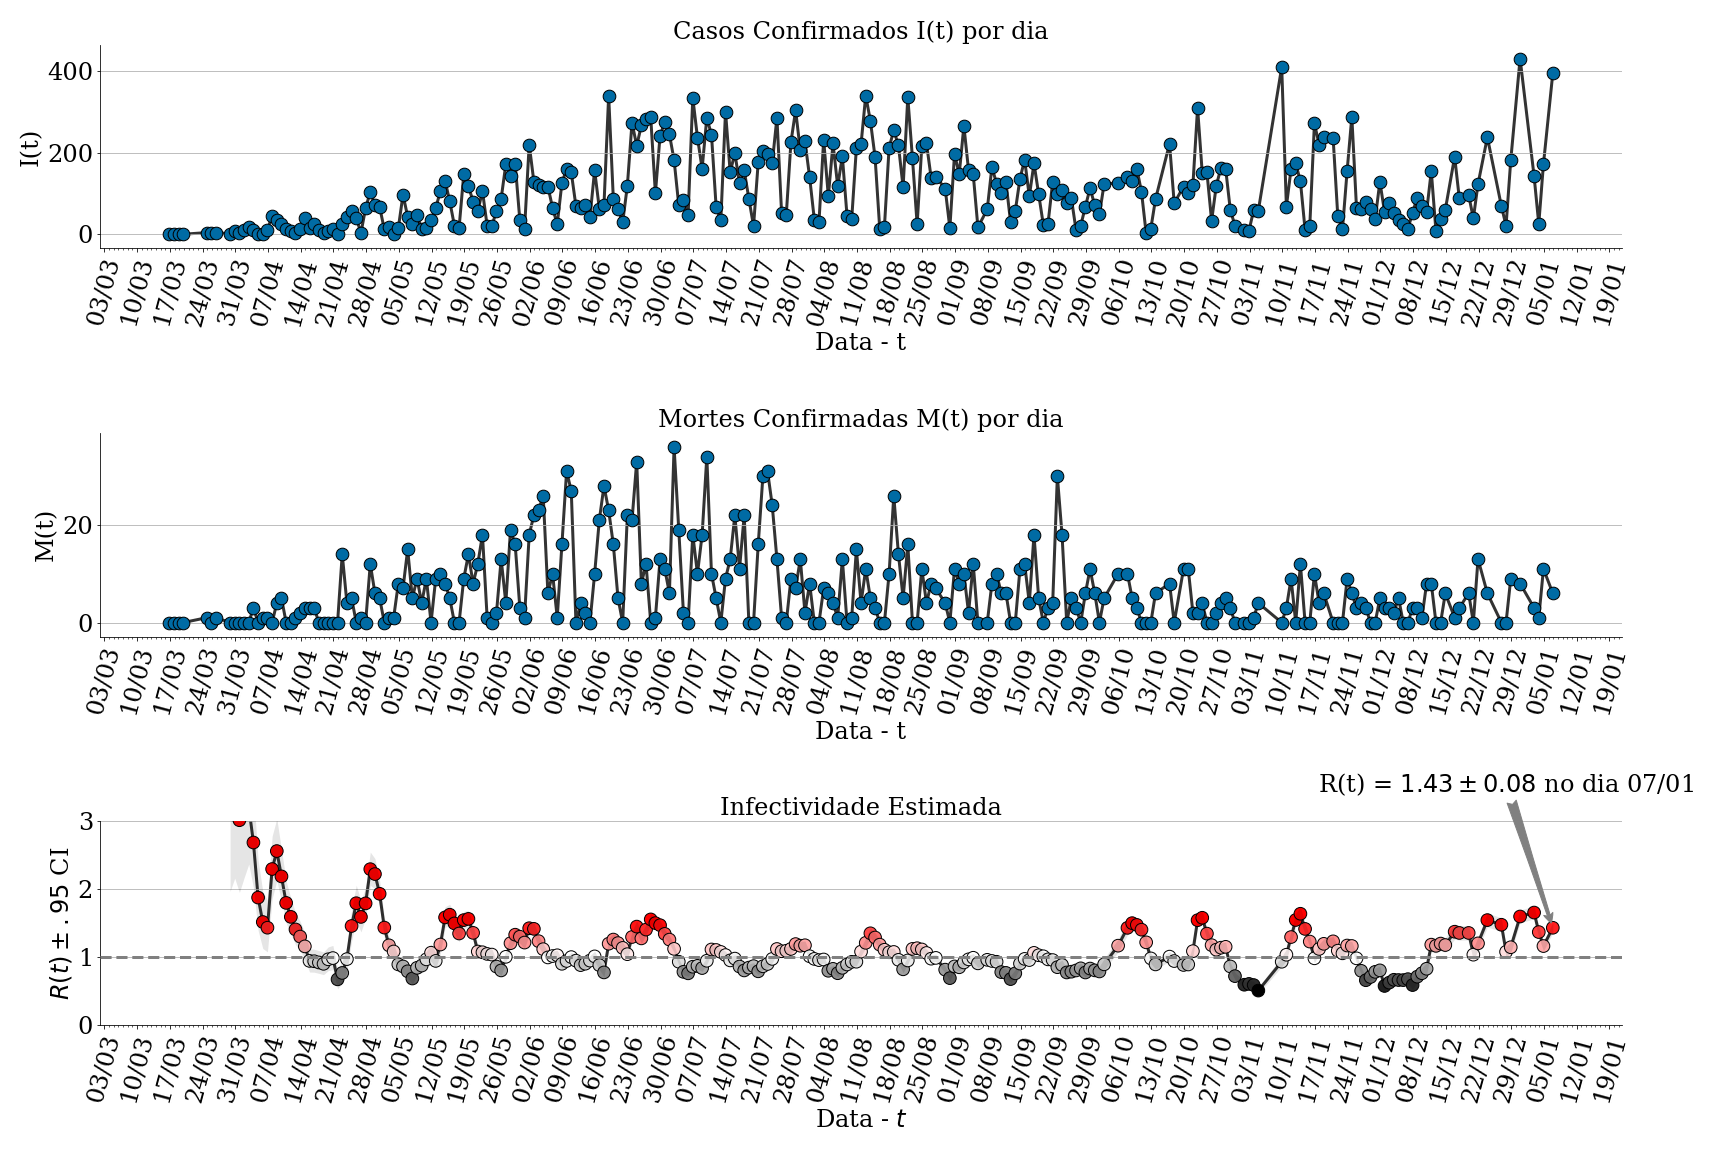 Casos Confirmados I(t) por dia
I(t)
400
200
0
03/03 10/03 17/03 24/03 31/03 07/04 14/04 21/04 28/04 05/05 12/05 19/05 26/05 02/06 09/06 16/06 23/06 30/06 07/07 14/07 21/07 28/07 04/08 11/08 18/08 25/08 01/09 08/09 15/09 22/09 29/09 06/10 13/10 20/10 27/10 03/11 10/11 17/11 24/11 01/12 08/12 15/12 22/12 29/12 05/01 12/01 19/01
Data - t
Mortes Confirmadas M(t) por dia
M(t)
20
0
03/03 10/03 17/03 24/03 31/03 07/04 14/04 21/04 28/04 05/05 12/05 19/05 26/05 02/06 09/06 16/06 23/06 30/06 07/07 14/07 21/07 28/07 04/08 11/08 18/08 25/08 01/09 08/09 15/09 22/09 29/09 06/10 13/10 20/10 27/10 03/11 10/11 17/11 24/11 01/12 08/12 15/12 22/12 29/12 05/01 12/01 19/01
Data - t
R(t) = 1.43 ± 0.08 no dia 07/01
Infectividade Estimada
R(t) ± .95 CI
3
2
1
0
03/03 10/03 17/03 24/03 31/03 07/04 14/04 21/04 28/04 05/05 12/05 19/05 26/05 02/06 09/06 16/06 23/06 30/06 07/07 14/07 21/07 28/07 04/08 11/08 18/08 25/08 01/09 08/09 15/09 22/09 29/09 06/10 13/10 20/10 27/10 03/11 10/11 17/11 24/11 01/12 08/12 15/12 22/12 29/12 05/01 12/01 19/01
Data - t